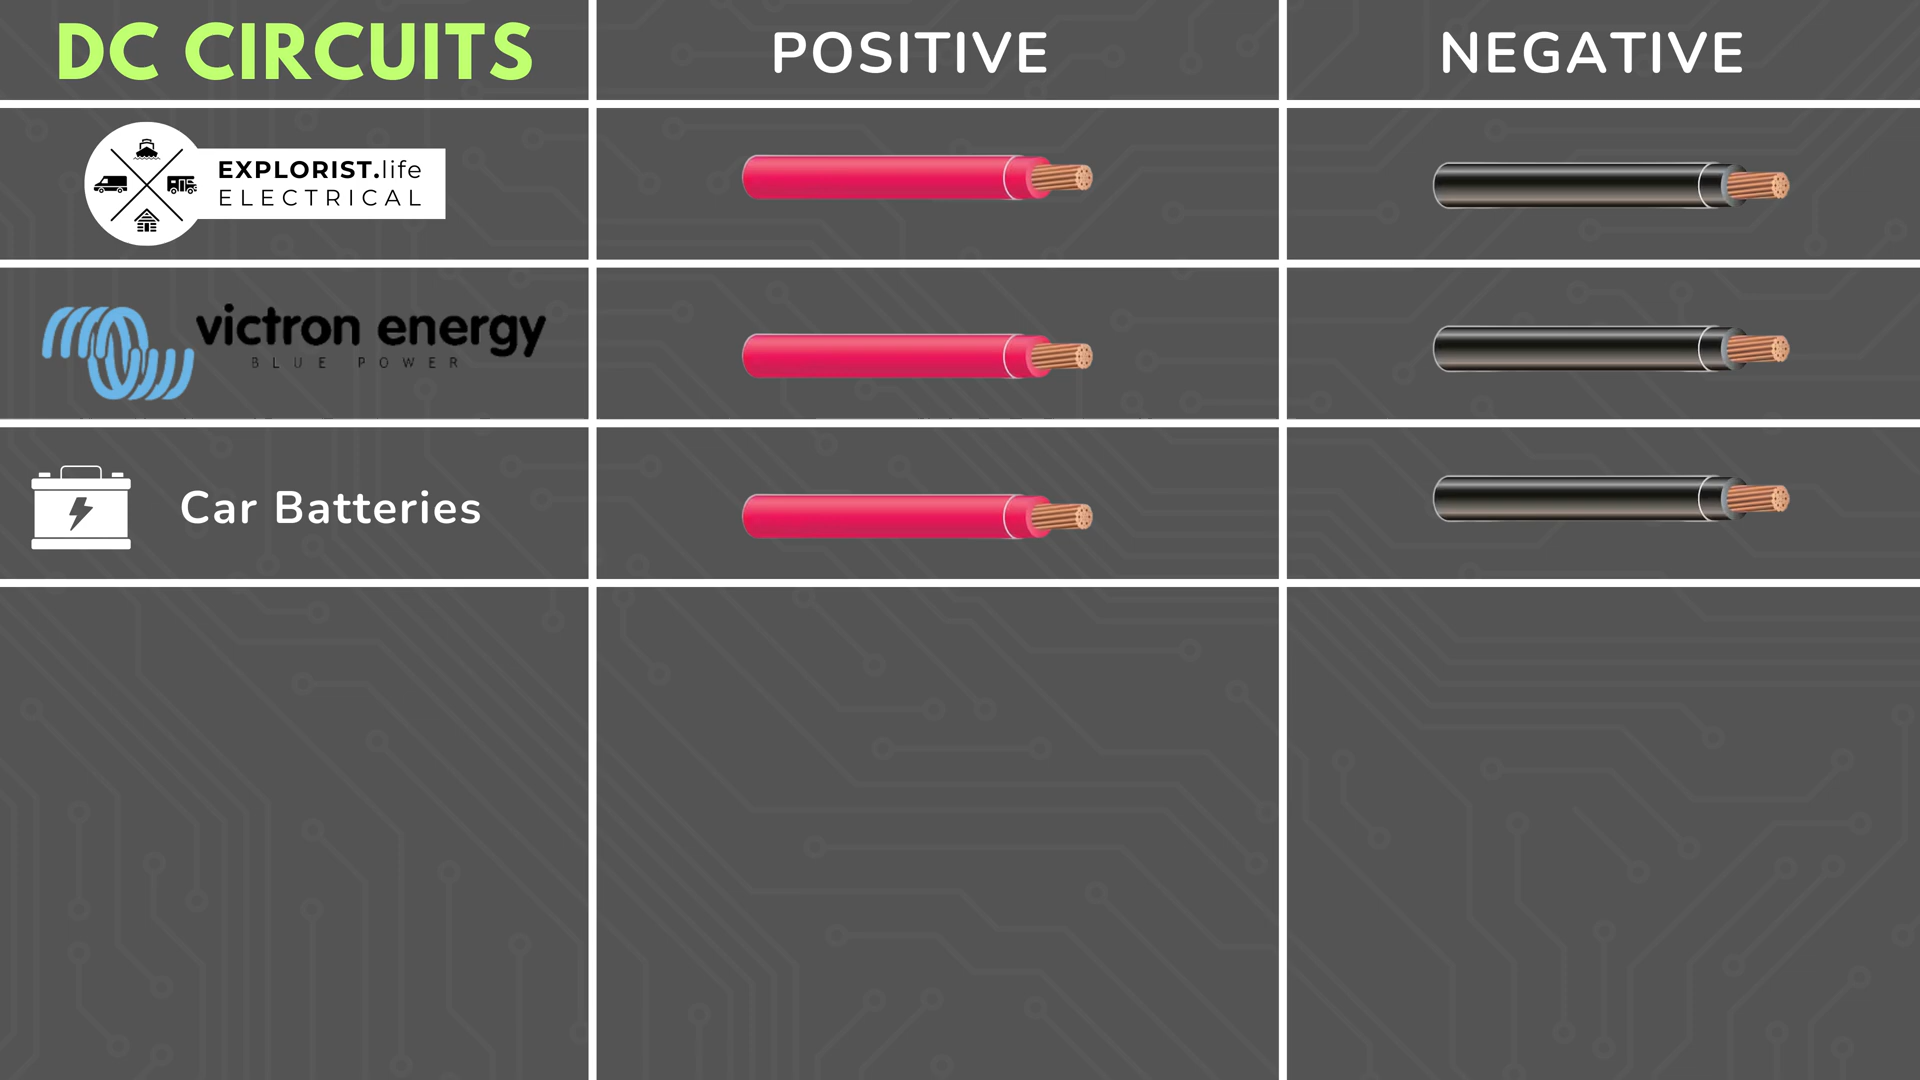 DC CIRCUITS
POSITIVE
NEGATIVE
EXPLORIST.life
ELECTRICAL
victron energy
BLUE POWER
Car Batteries